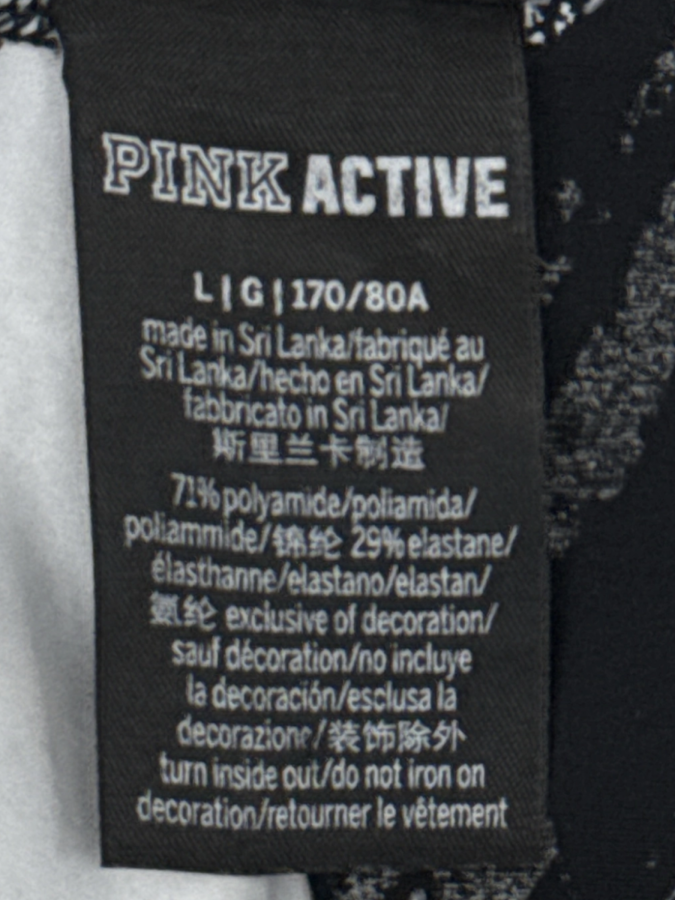 PINK ACTIVE
L | G | 170/80A
made in Sri Lanka/fabriqué au
Sri Lanka/hecho en Sri Lanka/
fabbricato in Sri Lanka/
斯里兰卡制造
71% polyamide/poliamida/
poliammide/锦纶 29% elastane/
élasthanne/elastano/elastan/
氨纶 exclusive of decoration/
sauf décoration/no incluye
la decoración/esclusa la
decorazione/装饰除外
turn inside out/do not iron on
decoration/retourner le vêtement